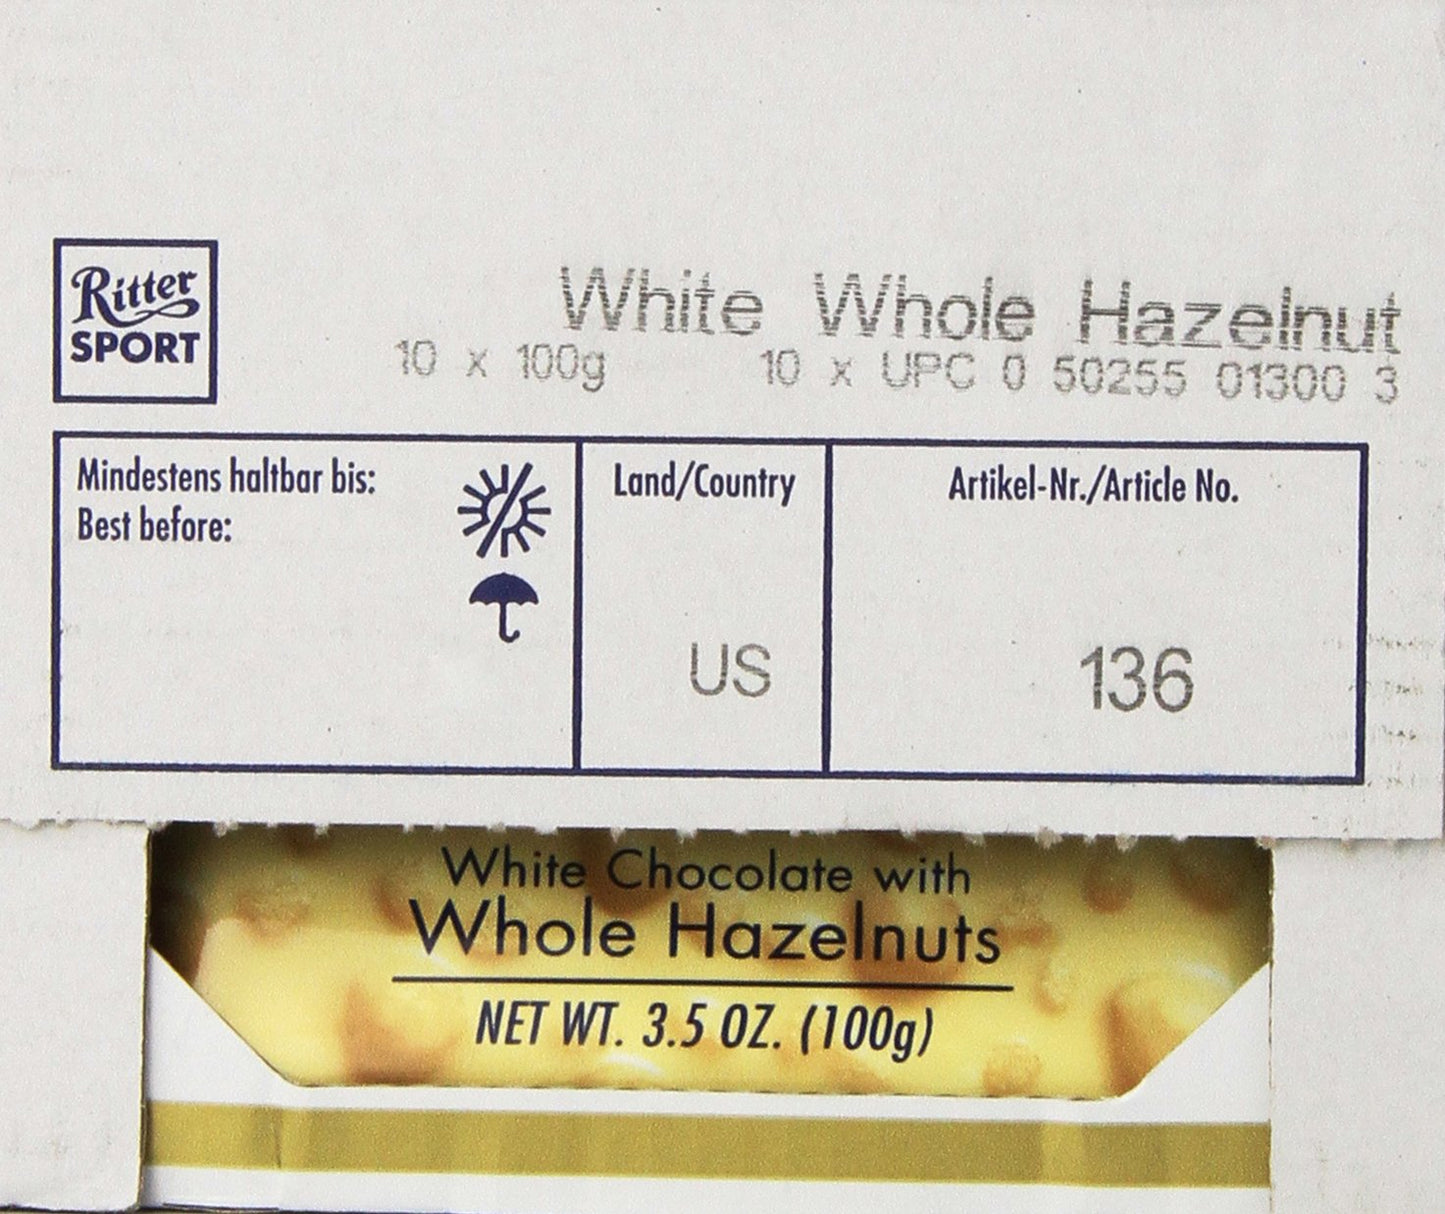 Ritter
SPORT
White Whole Hazelnut
10 x 100g 10 x UPC 0 50255 01300 3
Mindestens haltbar bis:
Best before:
Land/Country
US
Artikel-Nr./Article No.
136
White Chocolate with
Whole Hazelnuts
NET WT. 3.5 OZ. (100g)